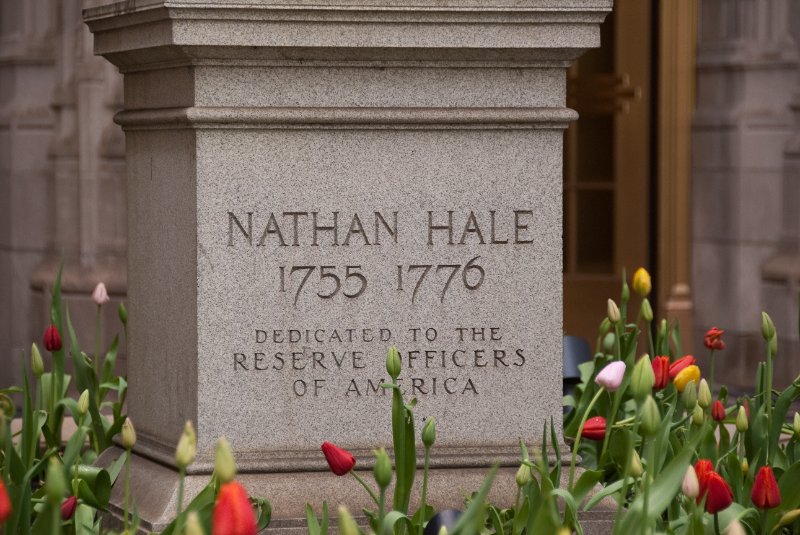 NATHAN HALE
1755 1776
DEDICATED TO THE
RESERVE OFFICERS
OF AMERICA